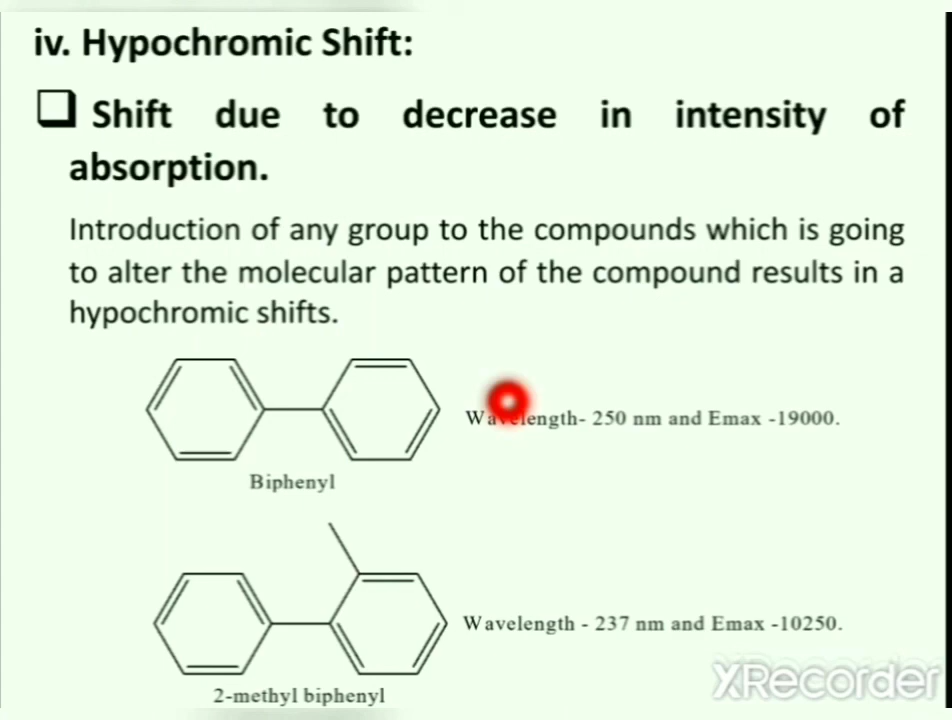 iv. Hypochromic Shift:
Shift due to decrease in intensity of
absorption.
Introduction of any group to the compounds which is going
to alter the molecular pattern of the compound results in a
hypochromic shifts.
Wavelength- 250 nm and Emax -19000.
Biphenyl
Wavelength - 237 nm and Emax -10250.
2-methyl biphenyl
XRecorder